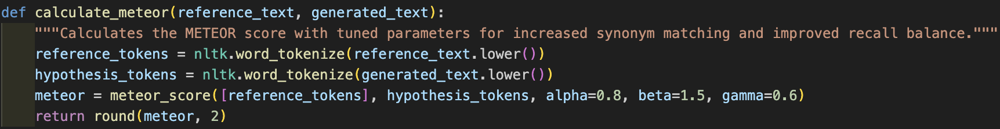 def calculate_meteor(reference_text, generated_text):
    """Calculates the METEOR score with tuned parameters for increased synonym matching and improved recall balance."""
    reference_tokens = nltk.word_tokenize(reference_text.lower())
    hypothesis_tokens = nltk.word_tokenize(generated_text.lower())
    meteor = meteor_score([reference_tokens], hypothesis_tokens, alpha=0.8, beta=1.5, gamma=0.6)
    return round(meteor, 2)